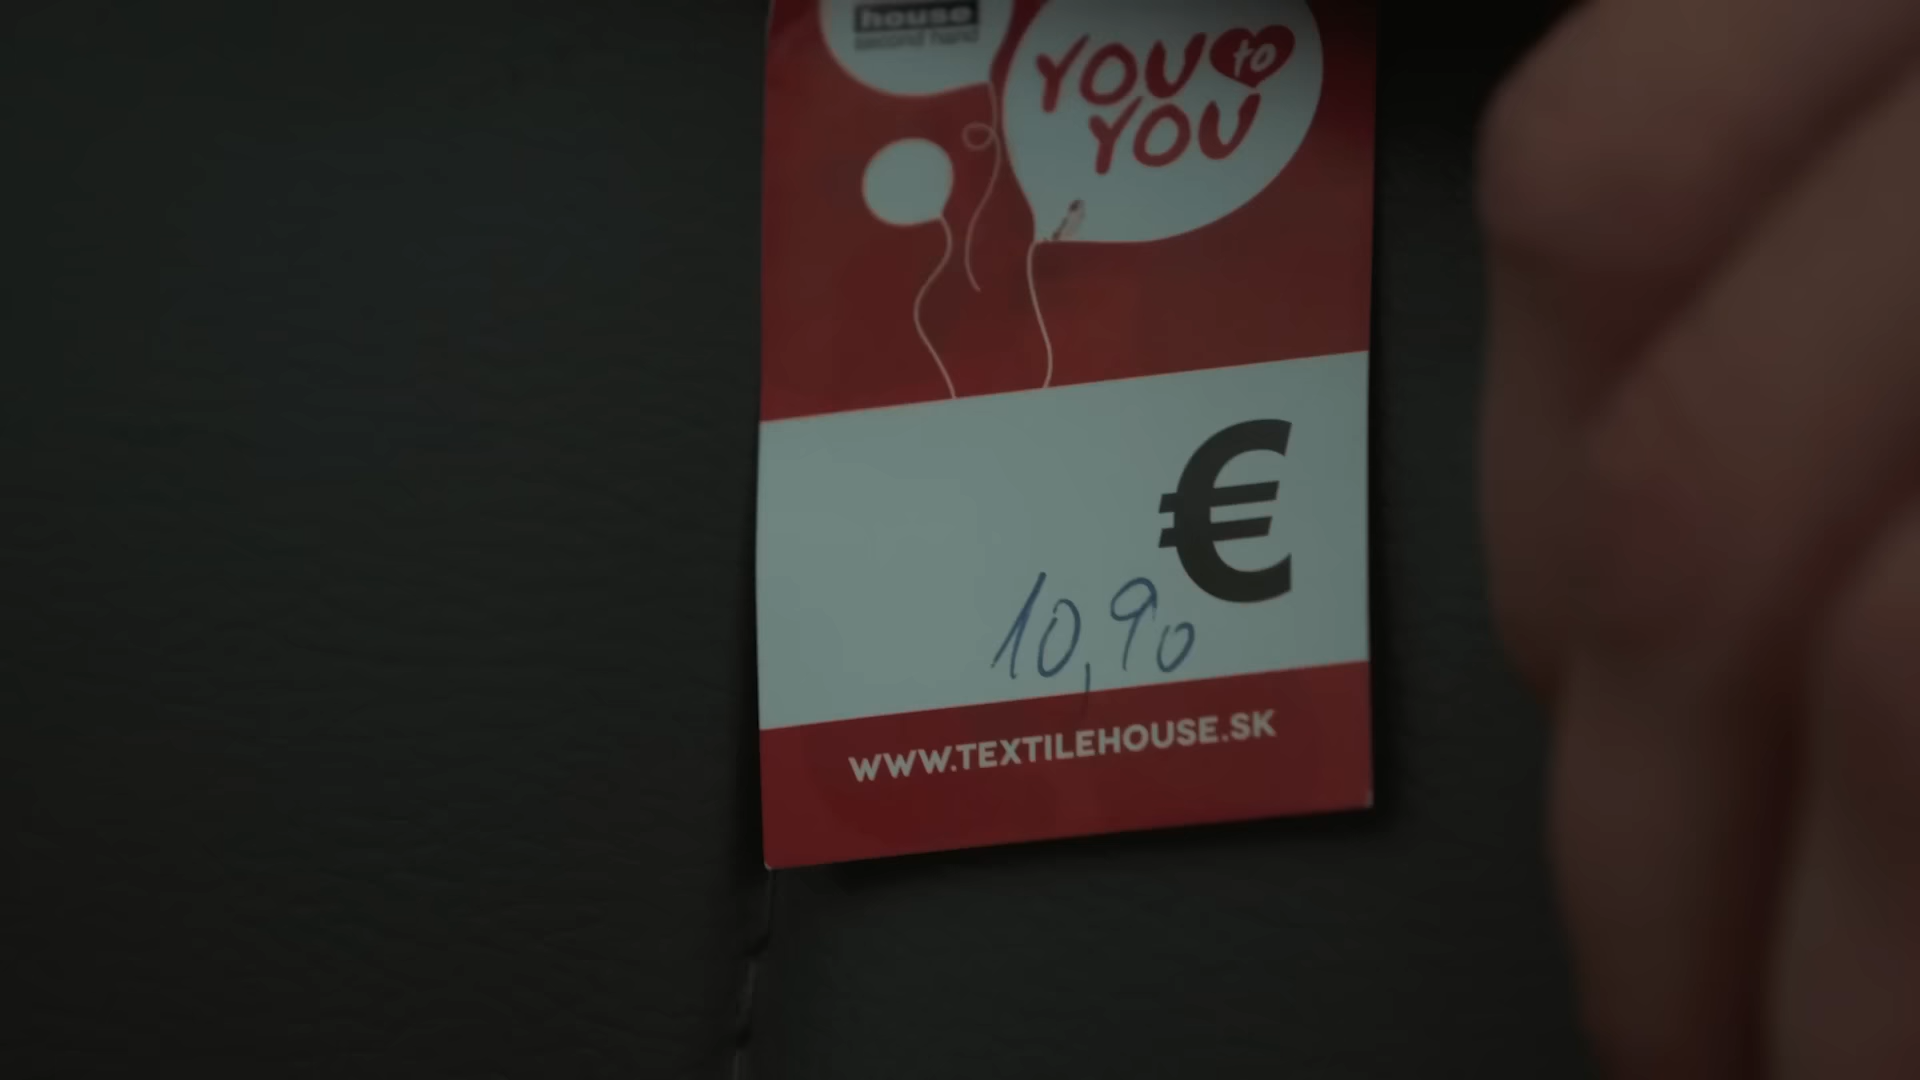 house
second hand
YOU to
YOU
€
10,90
WWW.TEXTILEHOUSE.SK